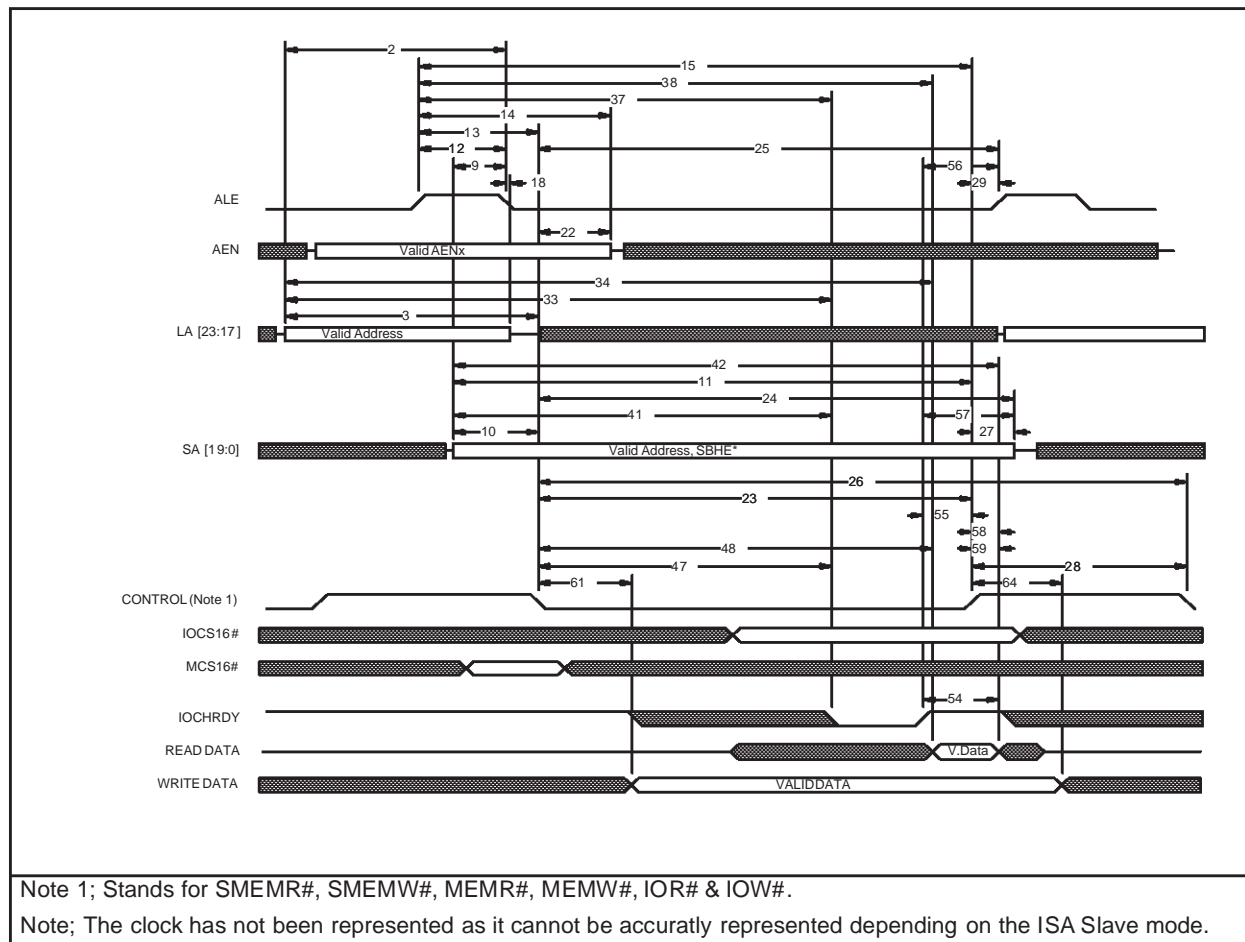 2
15
38
37
14
13
12
25
9
56
18
29
ALE
22
AEN
Valid AENx
34
33
3
LA [23:17]
Valid Address
42
11
24
41
57
10
27
SA [19:0]
Valid Address, SBHE*
26
23
55
58
48
59
47
28
61
64
CONTROL (Note 1)
IOCS16#
MCS16#
54
IOCHRDY
READ DATA
V.Data
WRITE DATA
VALIDDATA
Note 1; Stands for SMEMR#, SMEMW#, MEMR#, MEMW#, IOR# & IOW#.
Note; The clock has not been represented as it cannot be accuratly represented depending on the ISA Slave mode.